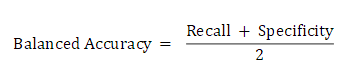 Balanced Accuracy = Recall + Specificity / 2